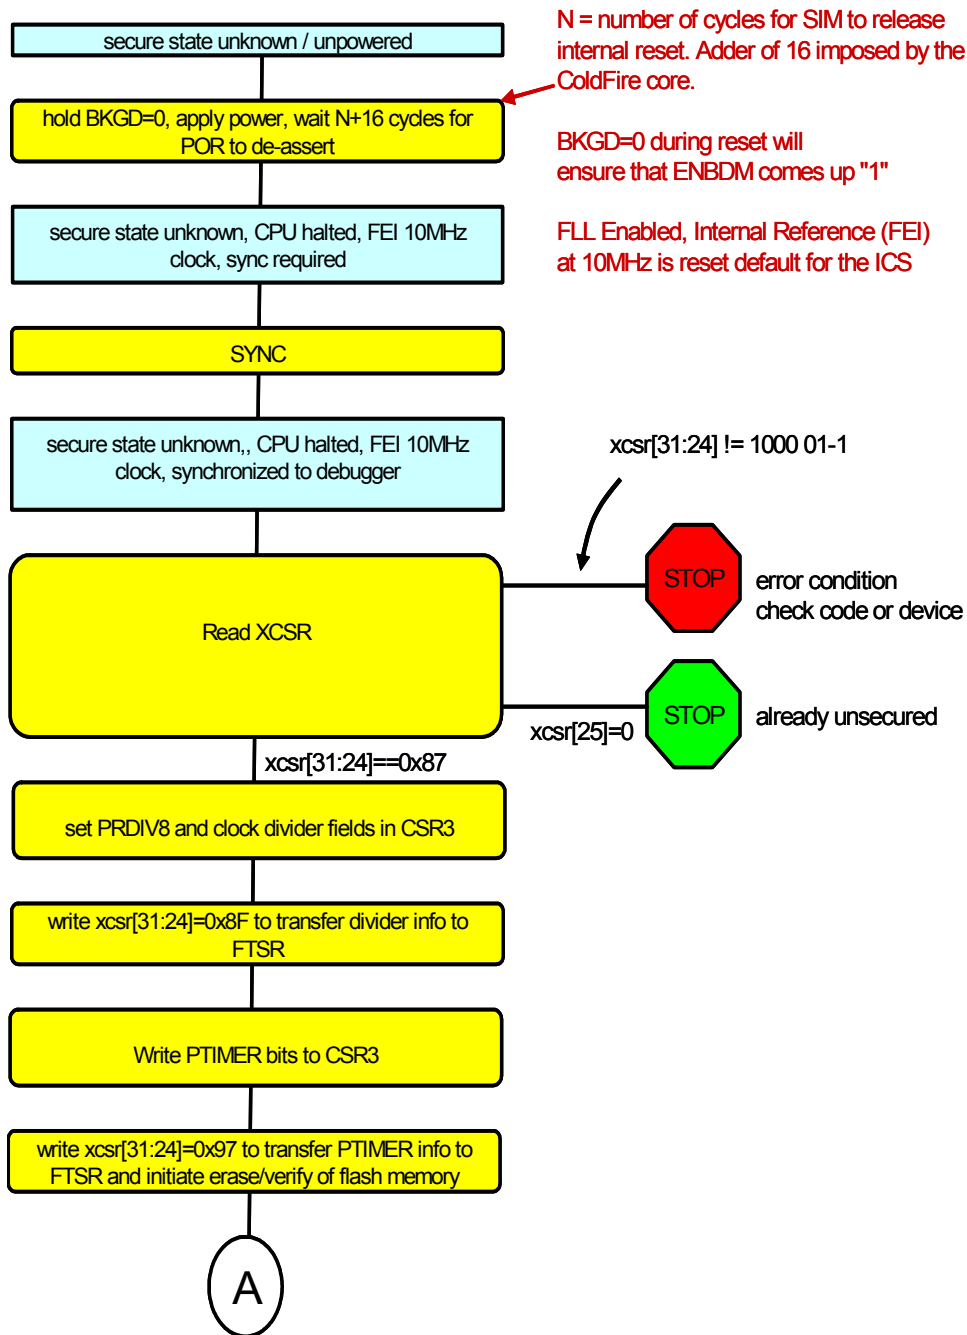 secure state unknown / unpowered
N = number of cycles for SIM to release
internal reset. Adder of 16 imposed by the
ColdFire core.
hold BKGD=0, apply power, wait N+16 cycles for
POR to de-assert
BKGD=0 during reset will
ensure that ENBDM comes up "1"
secure state unknown, CPU halted, FEI 10MHz
clock, sync required
FLL Enabled, Internal Reference (FEI)
at 10MHz is reset default for the ICS
SYNC
secure state unknown,, CPU halted, FEI 10MHz
clock, synchronized to debugger
xcsr[31:24] != 1000 01-1
Read XCSR
STOP
error condition
check code or device
STOP
already unsecured
xcsr[25]=0
xcsr[31:24]==0x87
set PRDIV8 and clock divider fields in CSR3
write xcsr[31:24]=0x8F to transfer divider info to
FTSR
Write PTIMER bits to CSR3
write xcsr[31:24]=0x97 to transfer PTIMER info to
FTSR and initiate erase/verify of flash memory
A